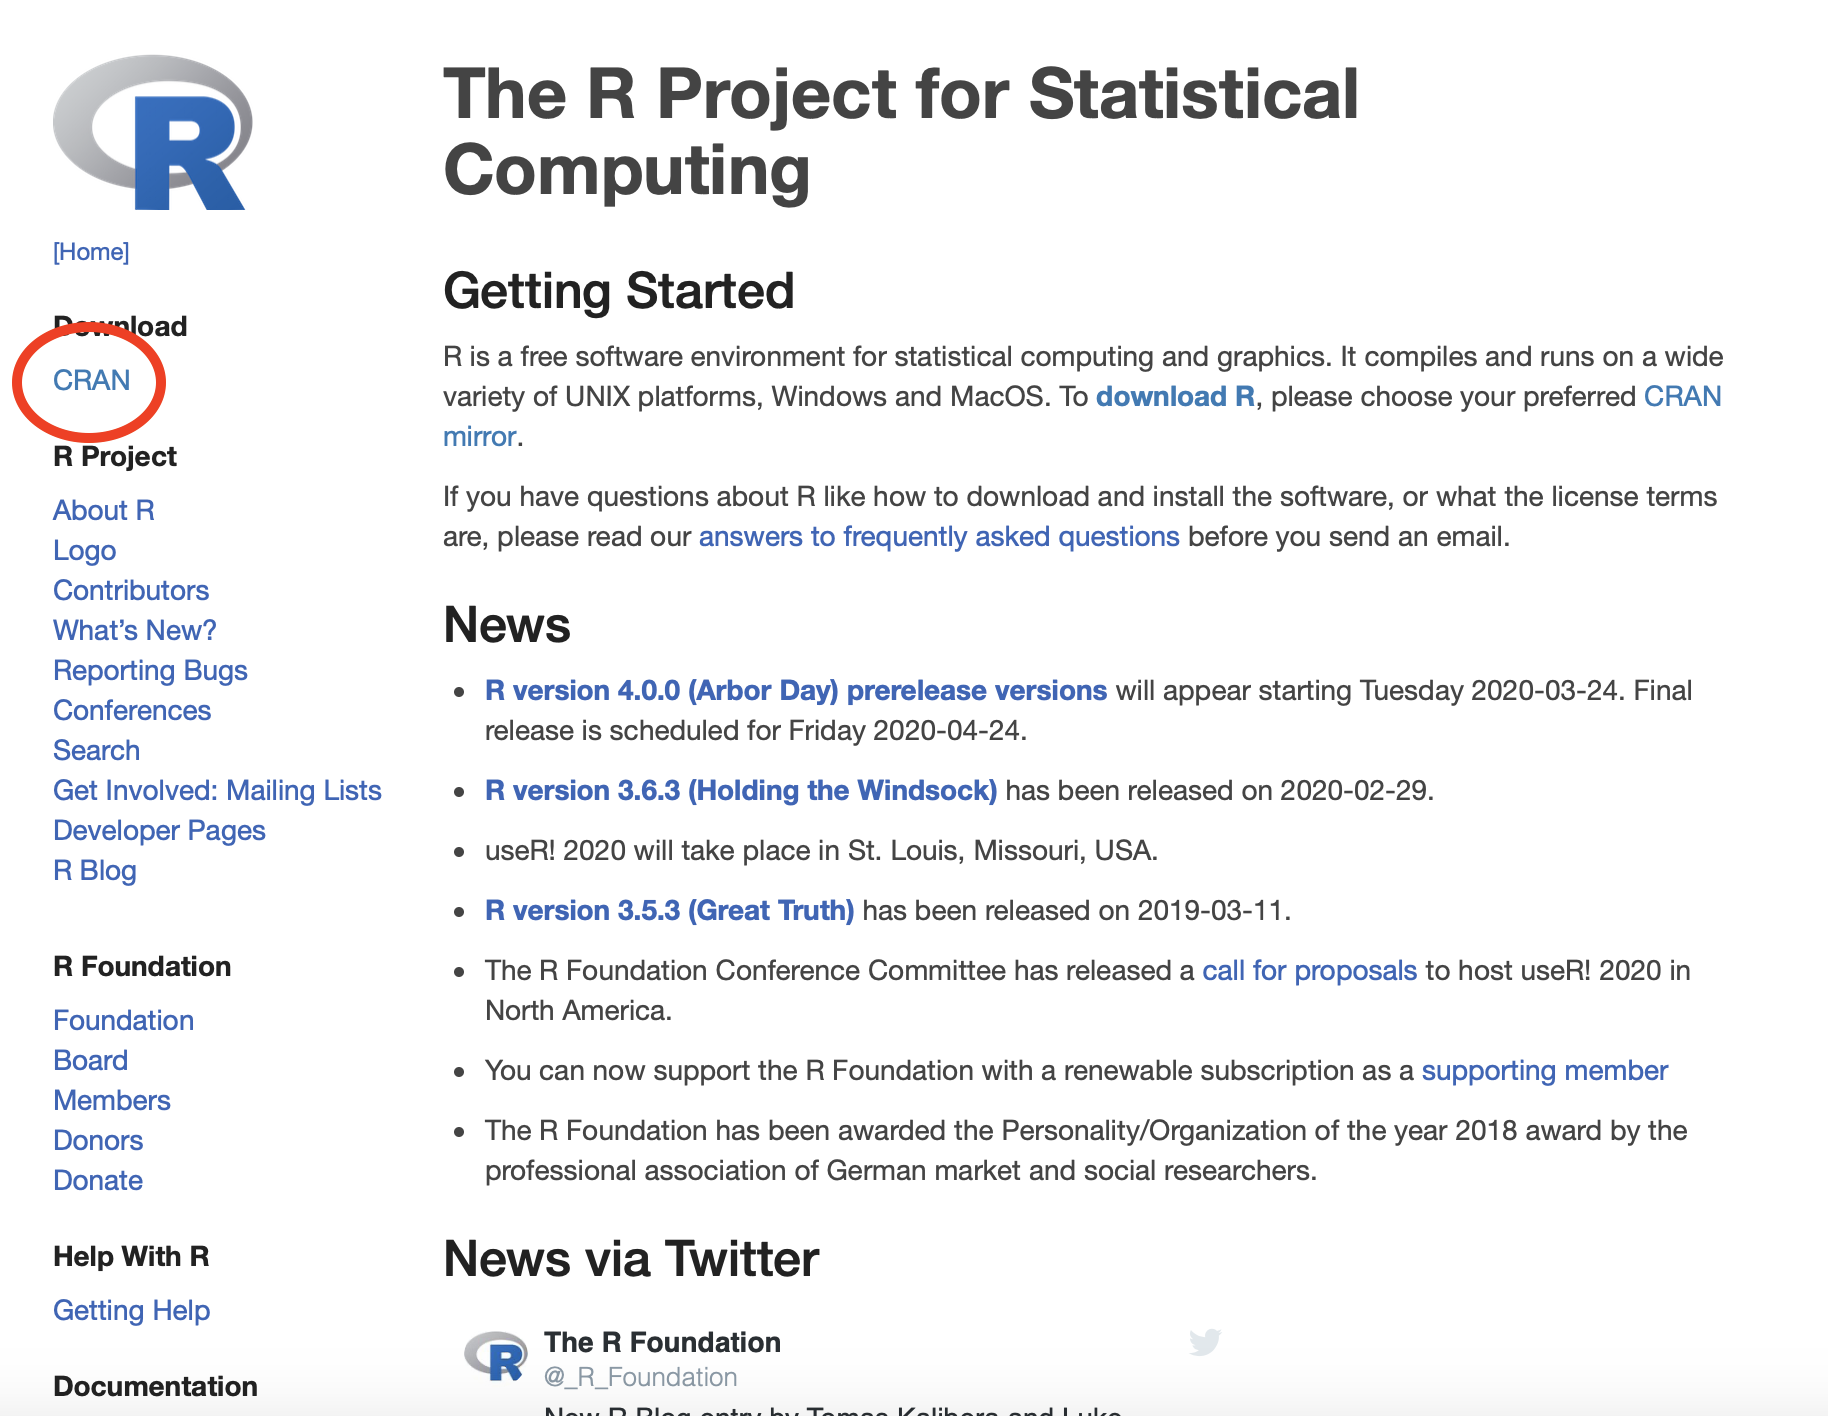 R
[Home]
Download
CRAN
R Project
About R
Logo
Contributors
What's New?
Reporting Bugs
Conferences
Search
Get Involved: Mailing Lists
Developer Pages
R Blog
R Foundation
Foundation
Board
Members
Donors
Donate
Help With R
Getting Help
Documentation
The R Project for Statistical
Computing
Getting Started
R is a free software environment for statistical computing and graphics. It compiles and runs on a wide
variety of UNIX platforms, Windows and MacOS. To download R, please choose your preferred CRAN
mirror.
If you have questions about R like how to download and install the software, or what the license terms
are, please read our answers to frequently asked questions before you send an email.
News
• R version 4.0.0 (Arbor Day) prerelease versions will appear starting Tuesday 2020-03-24. Final
release is scheduled for Friday 2020-04-24.
• R version 3.6.3 (Holding the Windsock) has been released on 2020-02-29.
• useR! 2020 will take place in St. Louis, Missouri, USA.
• R version 3.5.3 (Great Truth) has been released on 2019-03-11.
• The R Foundation Conference Committee has released a call for proposals to host useR! 2020 in
North America.
• You can now support the R Foundation with a renewable subscription as a supporting member
• The R Foundation has been awarded the Personality/Organization of the year 2018 award by the
professional association of German market and social researchers.
News via Twitter
R
The R Foundation
@_R_Foundation
New R Blog entry by Tomas Kalibera and Luke